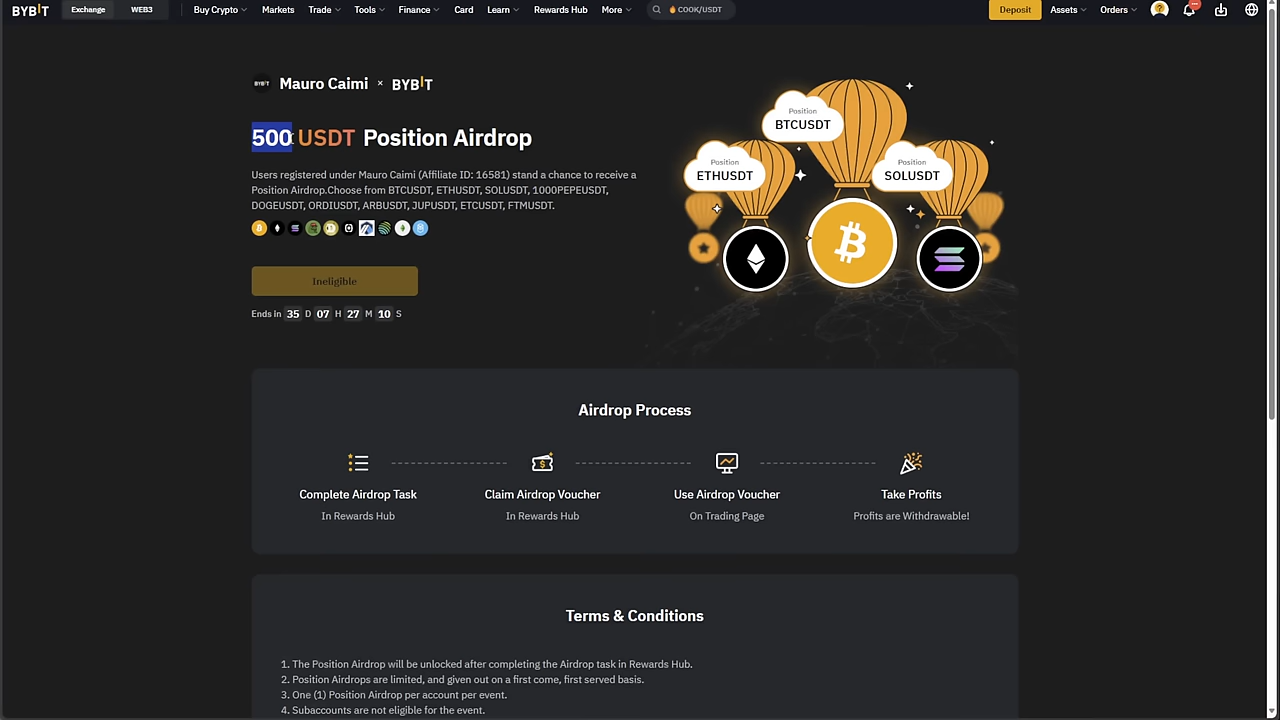 BYBIT Exchange WEB3 Buy Crypto Markets Trade Tools Finance Card Learn Rewards Hub More COOK/USDT Deposit Assets Orders
Mauro Caimi × BYBIT
500 USDT Position Airdrop
Users registered under Mauro Caimi (Affiliate ID: 16581) stand a chance to receive a
Position Airdrop.Choose from BTCUSDT, ETHUSDT, SOLUSDT, 1000PEPEUSDT,
DOGEUSDT, ORDIUSDT, ARBUSDT, JUPUSDT, ETCUSDT, FTMUSDT.
Ineligible
Ends in 35 D 07 H 27 M 10 S
Position
BTCUSDT
Position
ETHUSDT
Position
SOLUSDT
Airdrop Process
Complete Airdrop Task
In Rewards Hub
Claim Airdrop Voucher
In Rewards Hub
Use Airdrop Voucher
On Trading Page
Take Profits
Profits are Withdrawable!
Terms & Conditions
1. The Position Airdrop will be unlocked after completing the Airdrop task in Rewards Hub.
2. Position Airdrops are limited, and given out on a first come, first served basis.
3. One (1) Position Airdrop per account per event.
4. Subaccounts are not eligible for the event.